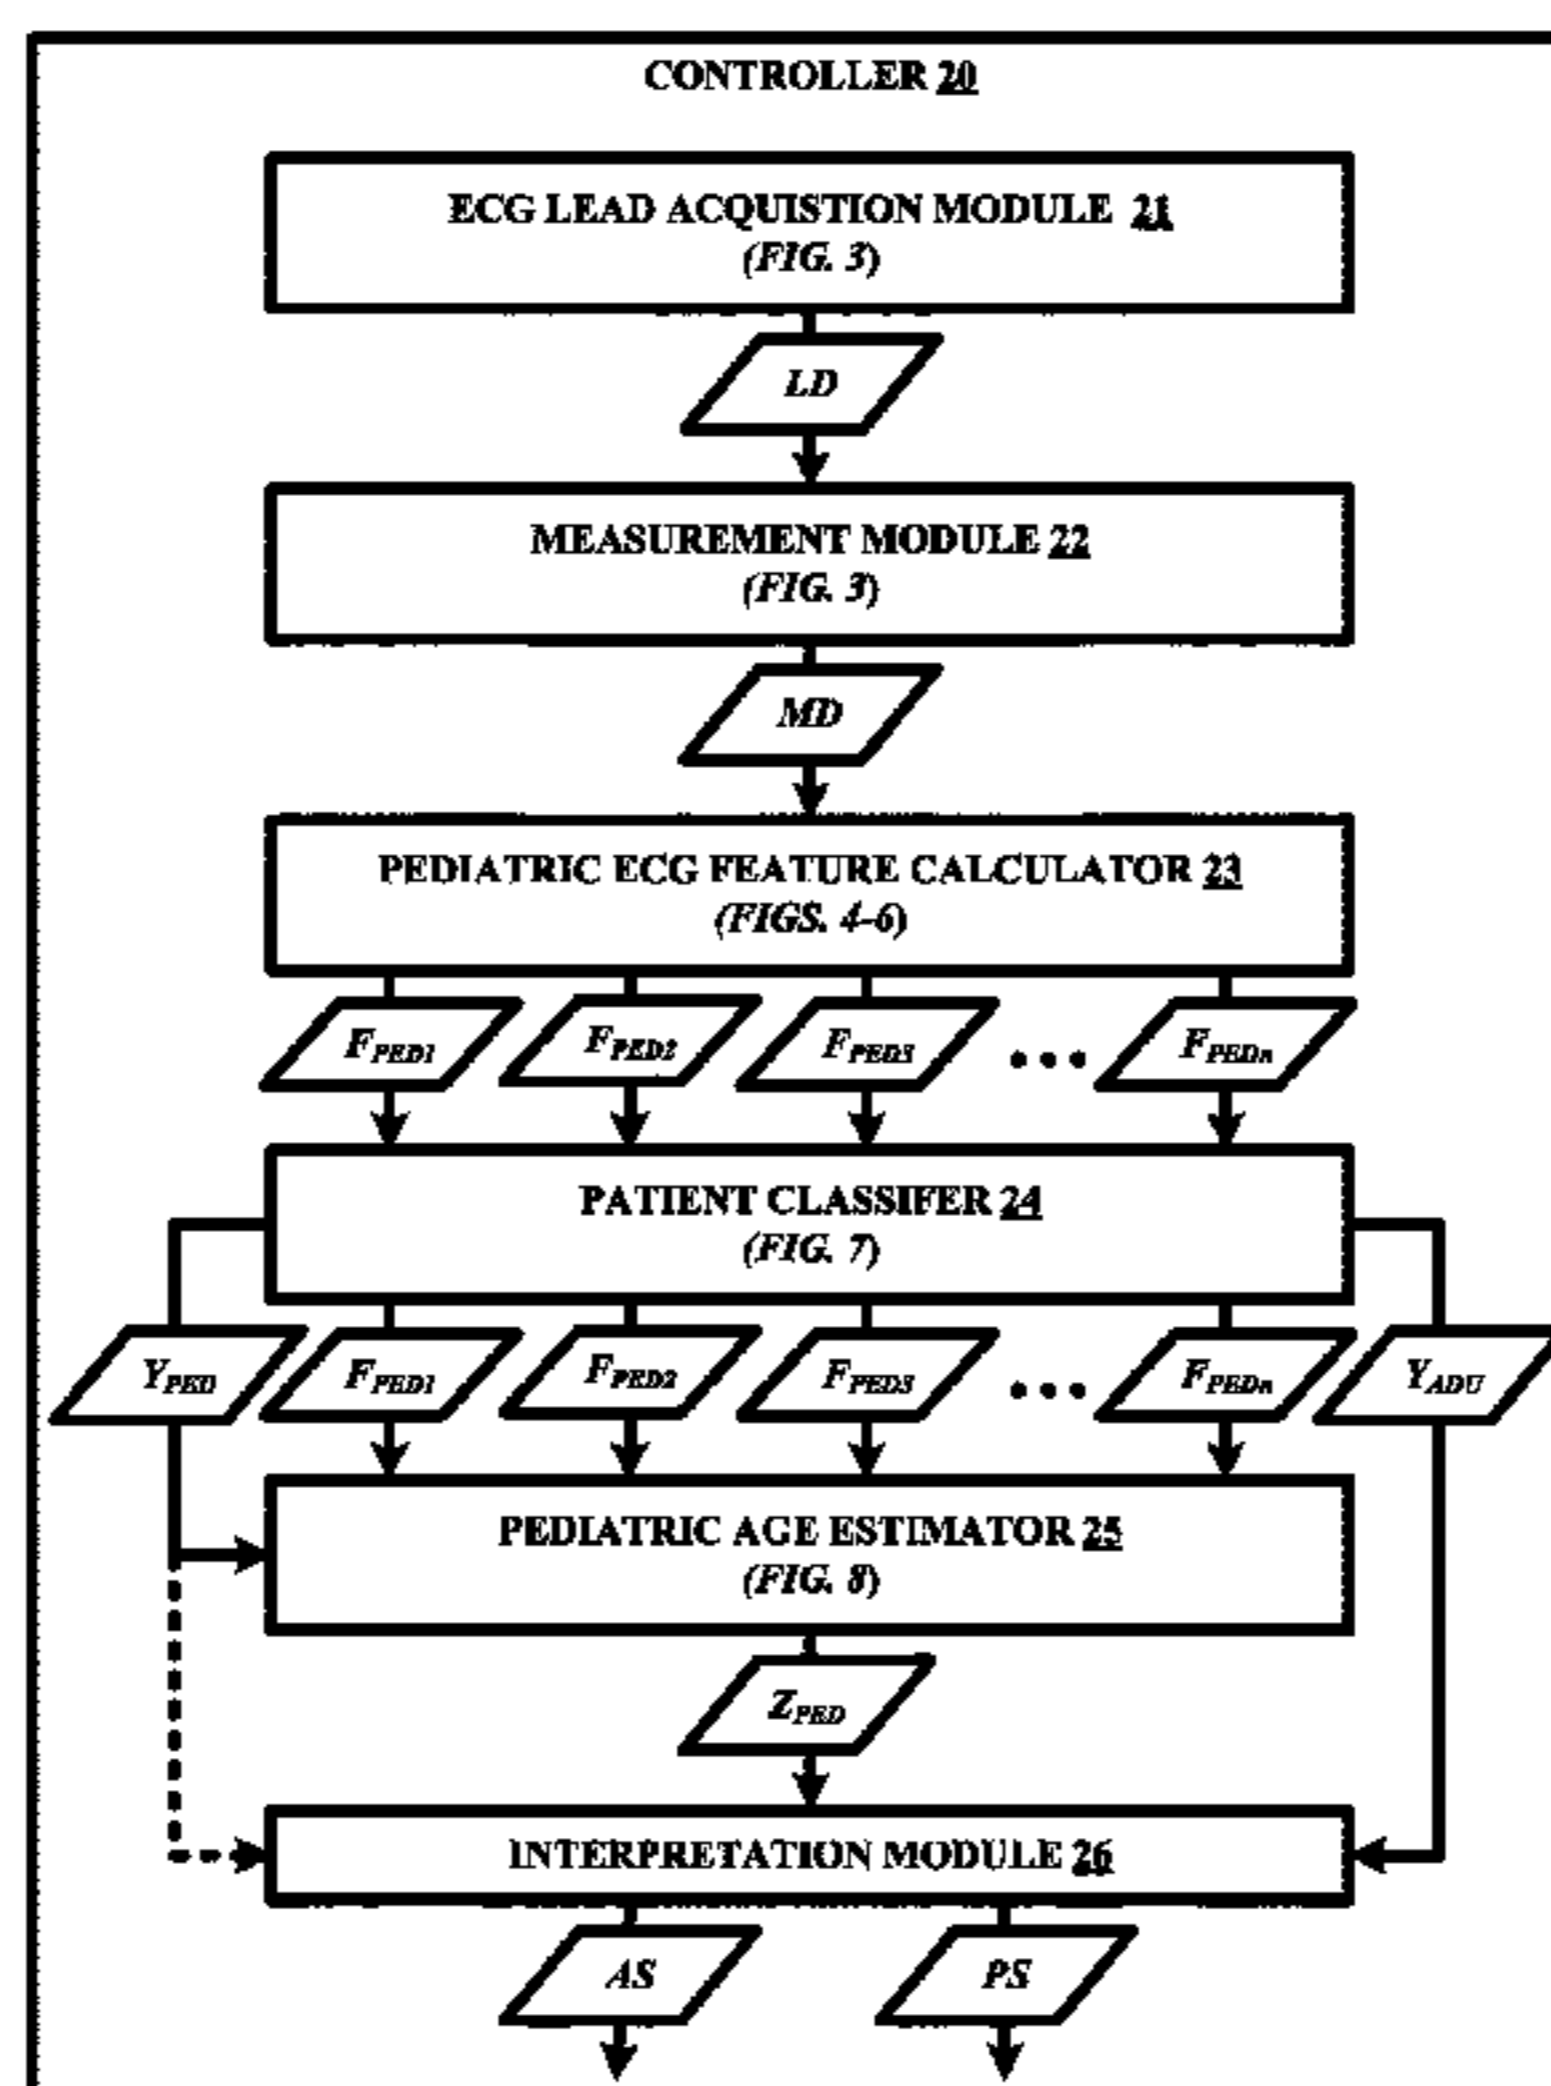 CONTROLLER 20
ECG LEAD ACQUISTION MODULE 21
(FIG. 3)
LD
MEASUREMENT MODULE 22
(FIG. 3)
MD
PEDIATRIC ECG FEATURE CALCULATOR 23
(FIGS. 4-6)
FPED1 FPED2 FPED3 ••• FPEDn
PATIENT CLASSIFER 24
(FIG. 7)
YPED FPED1 FPED2 FPED3 ••• FPEDn YADU
PEDIATRIC AGE ESTIMATOR 25
(FIG. 8)
ZPED
INTERPRETATION MODULE 26
AS PS